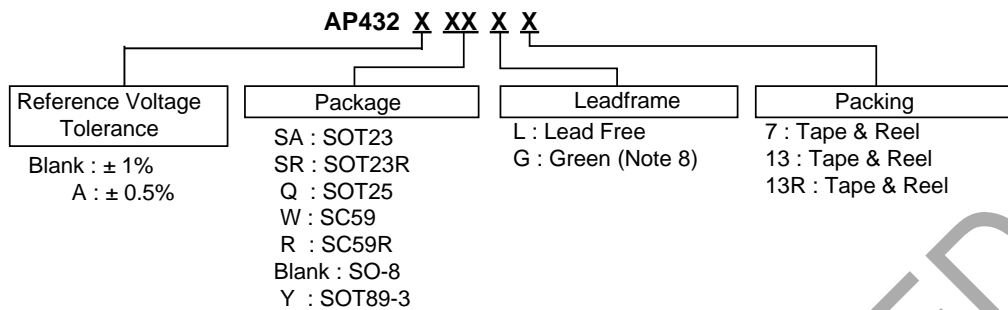 AP432 X XX X X
Reference Voltage
Tolerance
Blank : ± 1%
A : ± 0.5%
Package
SA : SOT23
SR : SOT23R
Q : SOT25
W : SC59
R : SC59R
Blank : SO-8
Y : SOT89-3
Leadframe
L : Lead Free
G : Green (Note 8)
Packing
7 : Tape & Reel
13 : Tape & Reel
13R : Tape & Reel